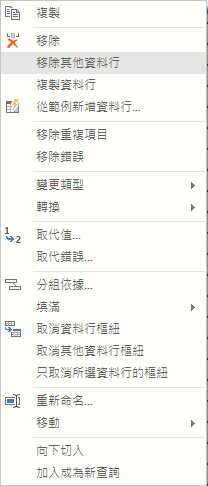 複製
移除
移除其他資料行
複製資料行
從範例新增資料行...
移除重複項目
移除錯誤
變更類型
轉換
取代值...
取代錯誤...
分組依據...
填滿
取消資料行樞紐
取消其他資料行樞紐
只取消所選資料行的樞紐
重新命名...
移動
向下切入
加入成為新查詢